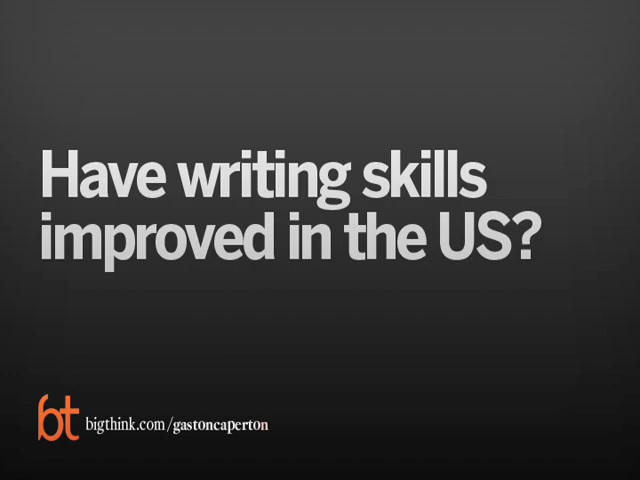 Have writing skills
improved in the US?
bt bigthink.com/gastoncaperton